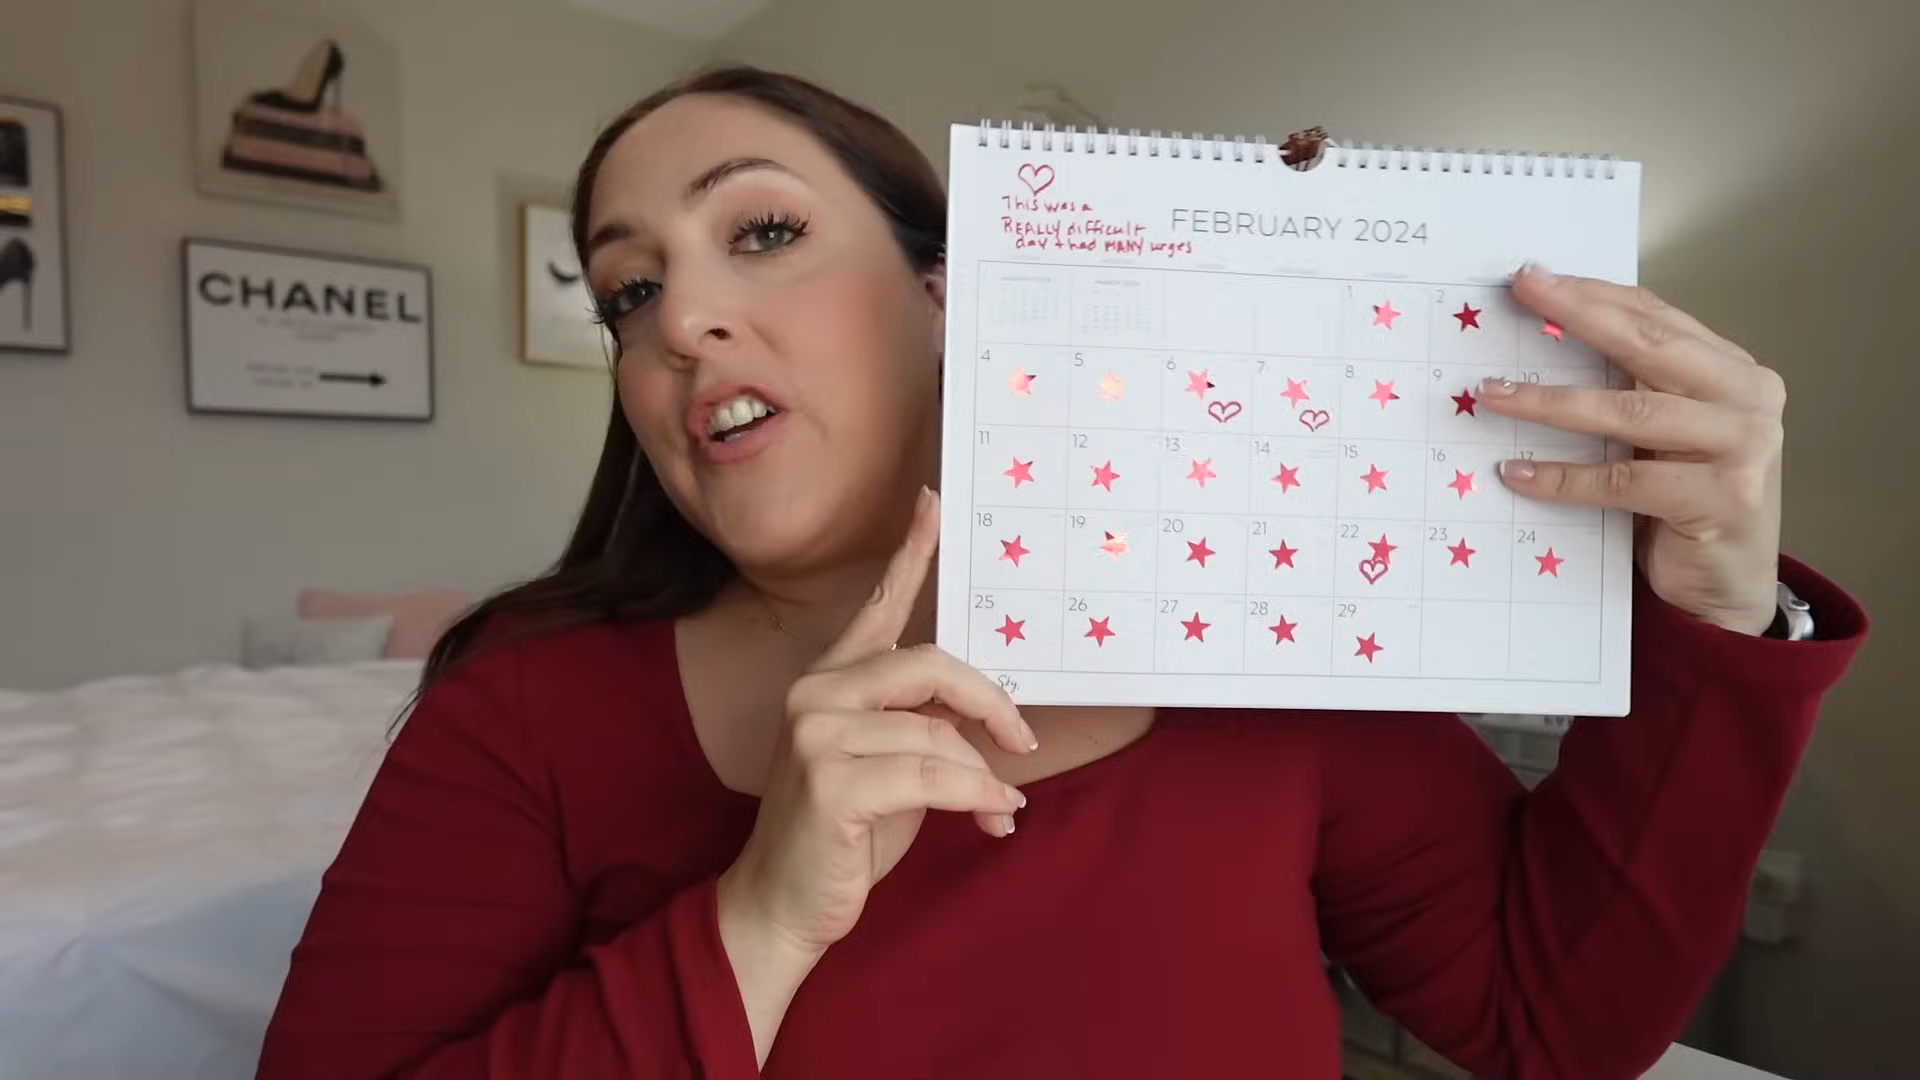 CHANEL
This was a
REALLY difficult
day + had MANY urges
FEBRUARY 2024
1 2
4 5 6 7 8 9 10
11 12 13 14 15 16 17
18 19 20 21 22 23 24
25 26 27 28 29
Sky.